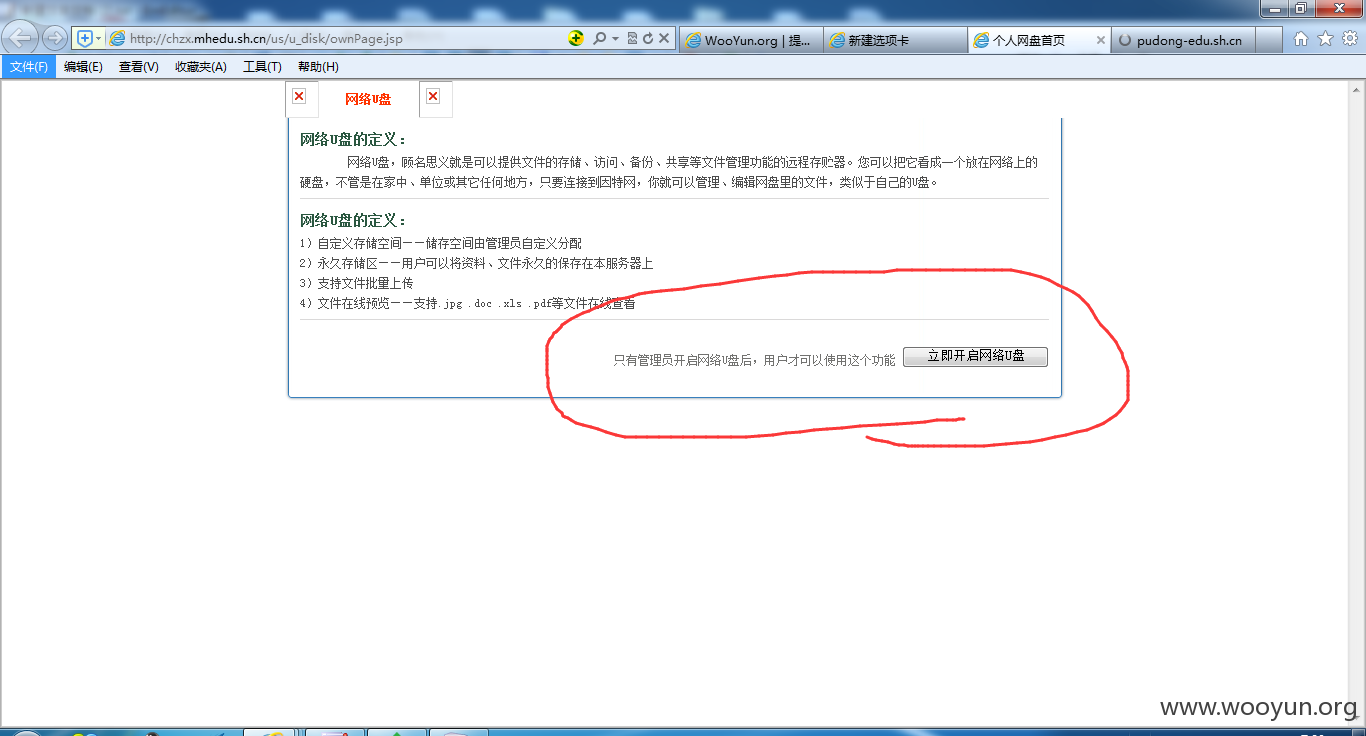 http://chzx.mhedu.sh.cn/us/u_disk/ownPage.jsp
WooYun.org | 提...
新建选项卡
个人网盘首页
pudong-edu.sh.cn
文件(F) 编辑(E) 查看(V) 收藏夹(A) 工具(T) 帮助(H)
网络U盘
网络U盘的定义：
网络U盘，顾名思义就是可以提供文件的存储、访问、备份、共享等文件管理功能的远程存贮器。您可以把它看成一个放在网络上的
硬盘，不管是在家中、单位或其它任何地方，只要连接到因特网，你就可以管理、编辑网盘里的文件，类似于自己的U盘。
网络U盘的定义：
1）自定义存储空间——储存空间由管理员自定义分配
2）永久存储区——用户可以将资料、文件永久的保存在本服务器上
3）支持文件批量上传
4）文件在线预览——支持.jpg .doc .xls .pdf等文件在线查看
只有管理员开启网络U盘后，用户才可以使用这个功能 立即开启网络U盘
www.wooyun.org